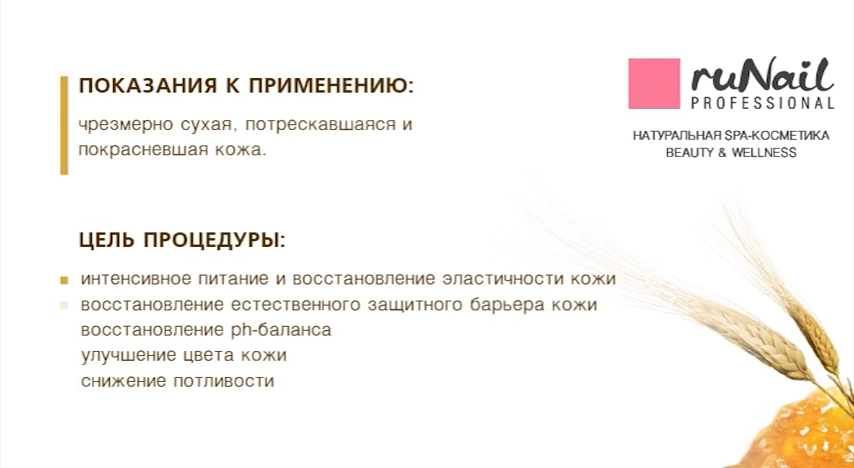 ПОКАЗАНИЯ К ПРИМЕНЕНИЮ:
чрезмерно сухая, потрескавшаяся и
покрасневшая кожа.
ruNail
PROFESSIONAL
НАТУРАЛЬНАЯ SPA-КОСМЕТИКА
BEAUTY & WELLNESS
ЦЕЛЬ ПРОЦЕДУРЫ:
интенсивное питание и восстановление эластичности кожи
восстановление естественного защитного барьера кожи
восстановление ph-баланса
улучшение цвета кожи
снижение потливости